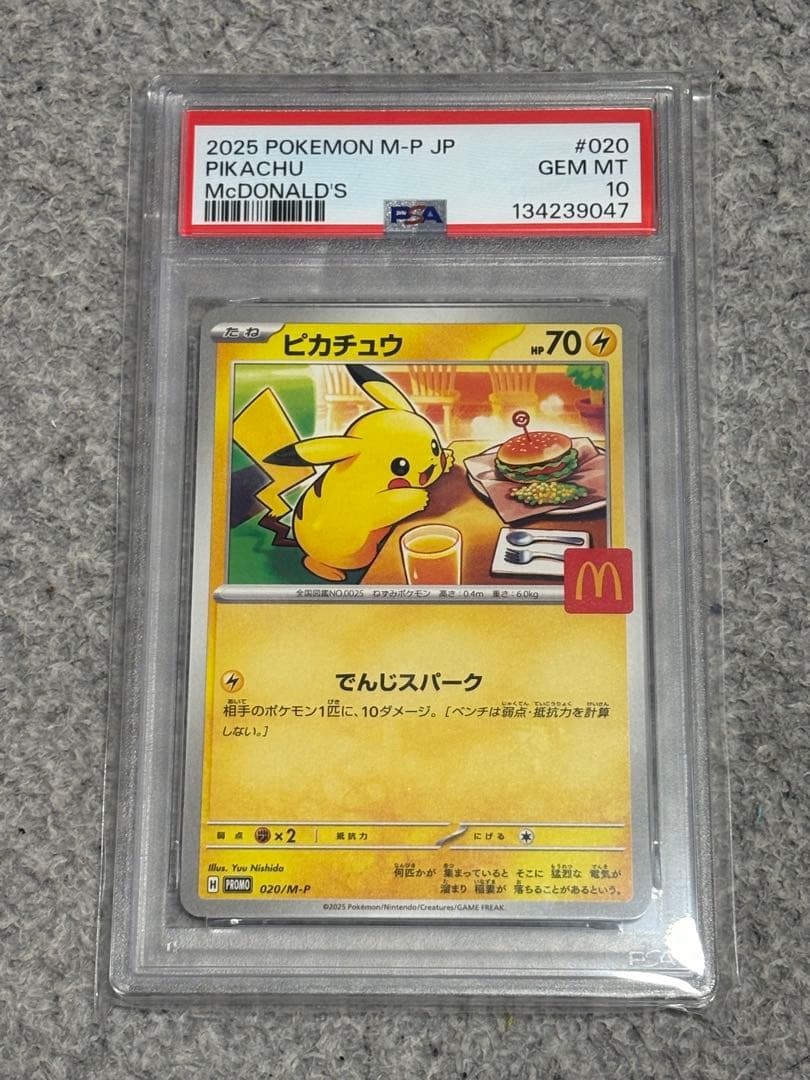 2025 POKEMON M-P JP #020
PIKACHU GEM MT
McDONALD'S 10
PSA 134239047
たね ピカチュウ HP70
全国図鑑NO.0025 ねずみポケモン 高さ：0.4m 重さ：6.0kg
でんじスパーク
相手のポケモン1匹に、10ダメージ。［ベンチは弱点・抵抗力を計算
しない。］
弱点 ×2 抵抗力 にげる
Illus. Yuu Nishida
何匹かが 集まっていると そこに 猛烈な 電気が
溜まり 稲妻が 落ちることがあるという。
H PROMO 020/M-P
©2025 Pokémon/Nintendo/Creatures/GAME FREAK.
PSA